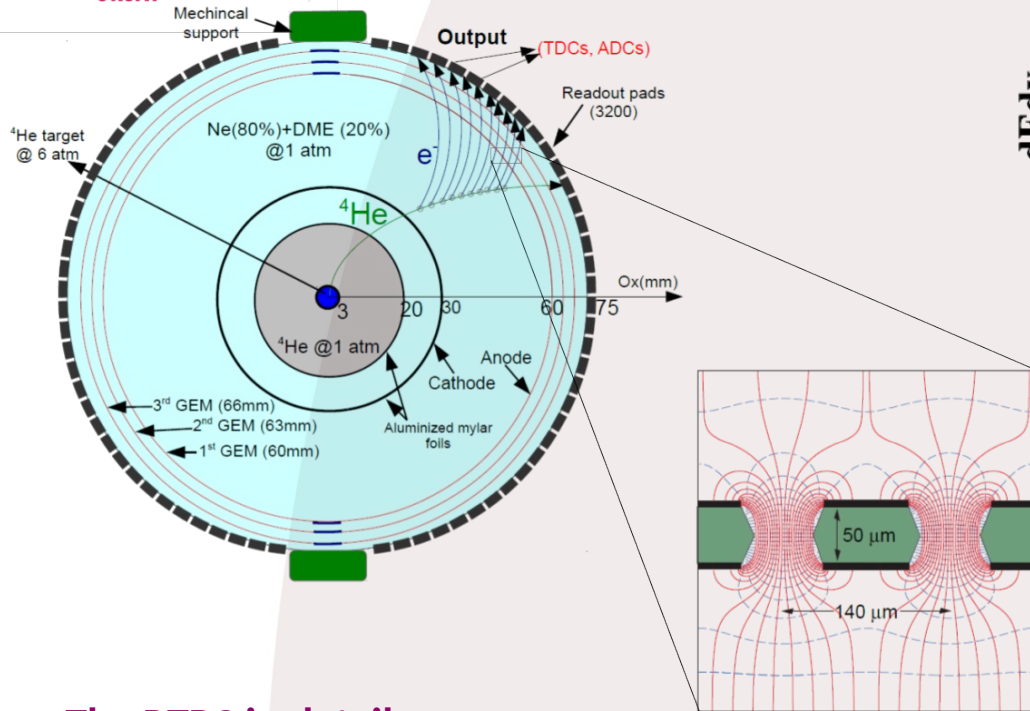 Mechincal
support
Output
(TDCs, ADCs)
Readout pads
(3200)
⁴He target
@ 6 atm
Ne(80%)+DME (20%)
@1 atm
e⁻
⁴He
Ox(mm)
3
20
30
60
75
⁴He @1 atm
Anode
Cathode
3ʳᵈ GEM (66mm)
2ⁿᵈ GEM (63mm)
1ˢᵗ GEM (60mm)
Aluminized mylar
foils
50 μm
140 μm